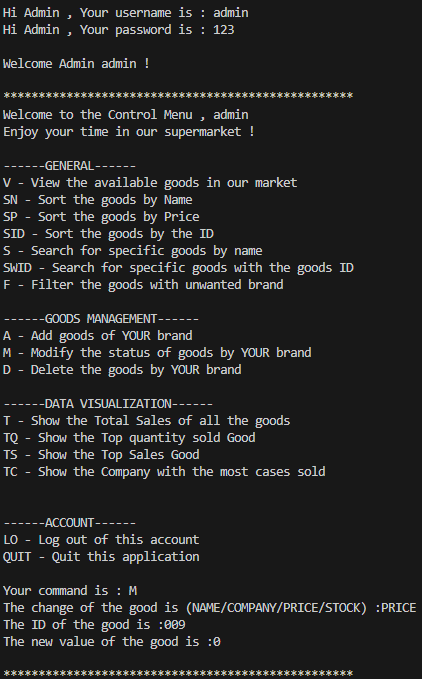 Hi Admin , Your username is : admin
Hi Admin , Your password is : 123
Welcome Admin admin !
**************************************************
Welcome to the Control Menu , admin
Enjoy your time in our supermarket !
------GENERAL------
V - View the available goods in our market
SN - Sort the goods by Name
SP - Sort the goods by Price
SID - Sort the goods by the ID
S - Search for specific goods by name
SWID - Search for specific goods with the goods ID
F - Filter the goods with unwanted brand
------GOODS MANAGEMENT------
A - Add goods of YOUR brand
M - Modify the status of goods by YOUR brand
D - Delete the goods by YOUR brand
------DATA VISUALIZATION------
T - Show the Total Sales of all the goods
TQ - Show the Top quantity sold Good
TS - Show the Top Sales Good
TC - Show the Company with the most cases sold
------ACCOUNT------
LO - Log out of this account
QUIT - Quit this application
Your command is : M
The change of the good is (NAME/COMPANY/PRICE/STOCK) :PRICE
The ID of the good is :009
The new value of the good is :0
**************************************************